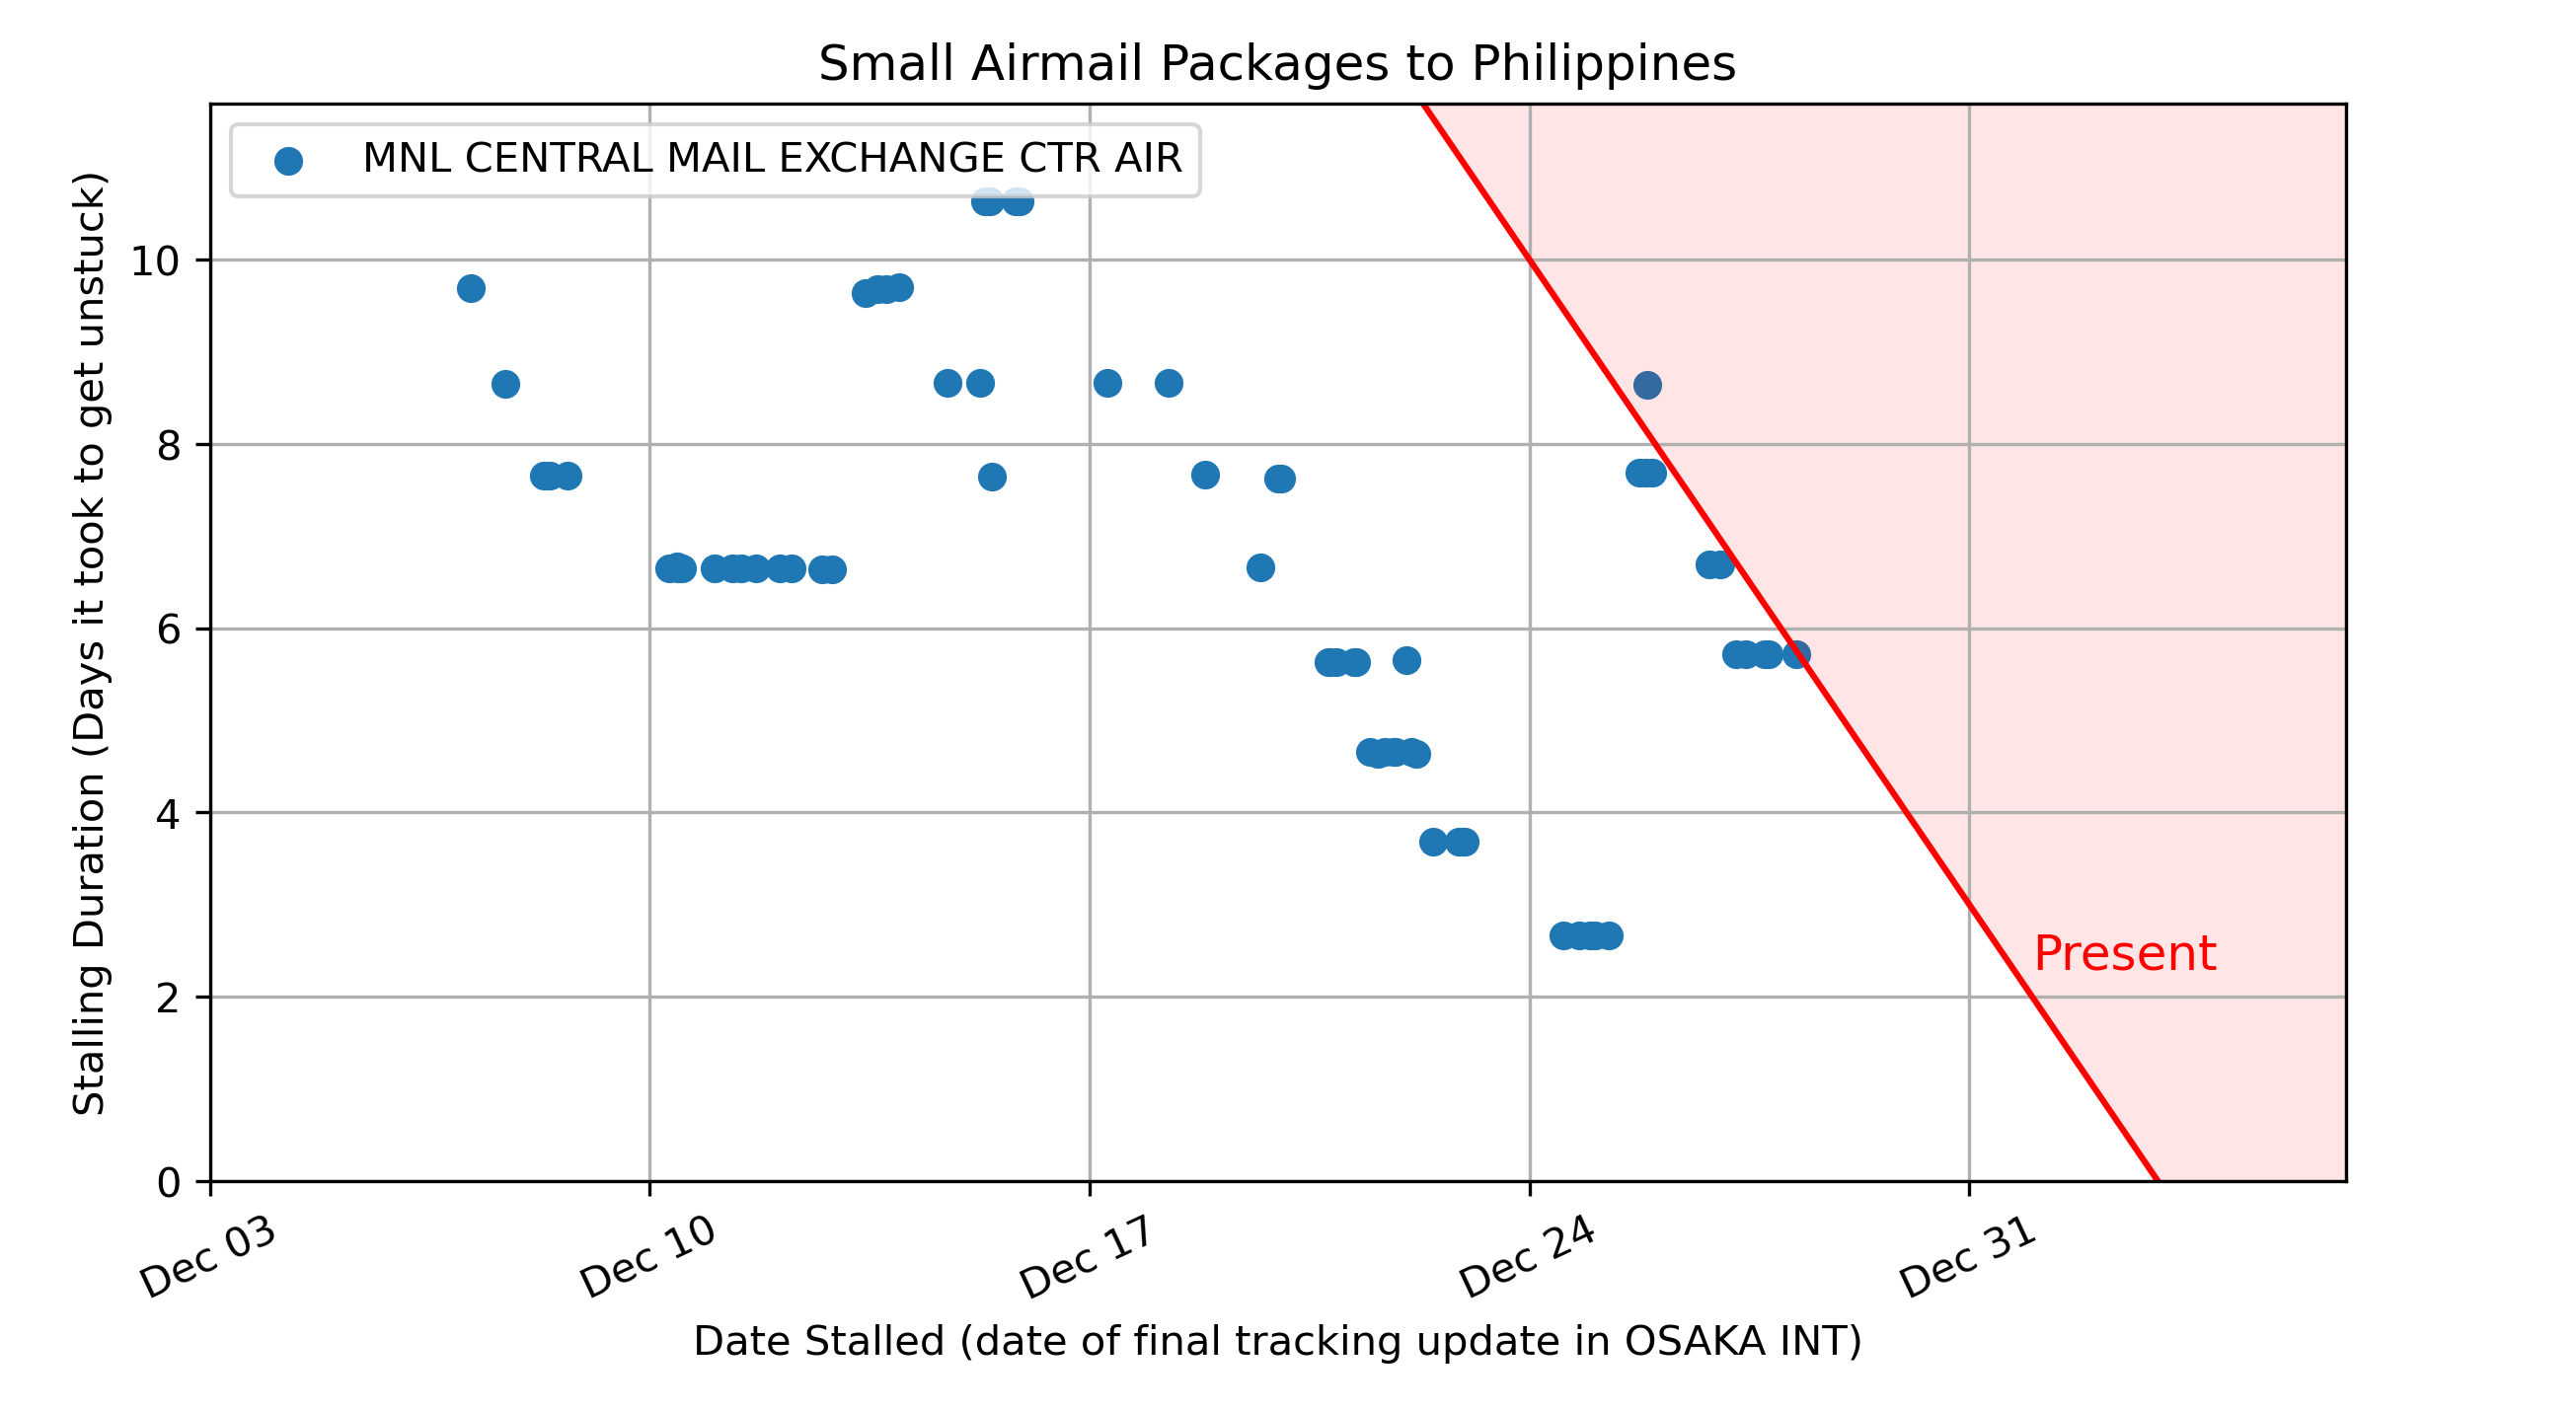 Small Airmail Packages to Philippines
MNL CENTRAL MAIL EXCHANGE CTR AIR
Stalling Duration (Days it took to get unstuck)
10
8
6
4
2
0
Present
Dec 03
Dec 10
Dec 17
Dec 24
Dec 31
Date Stalled (date of final tracking update in OSAKA INT)